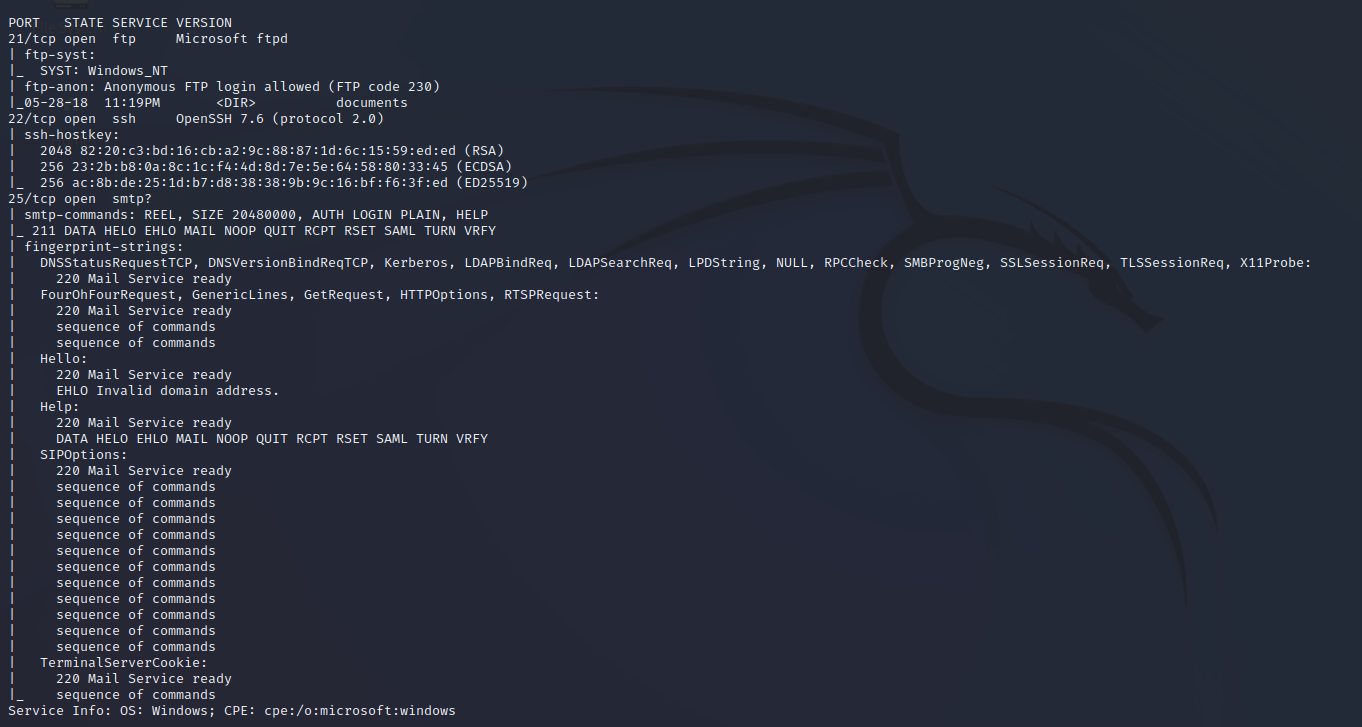 PORT   STATE SERVICE VERSION
21/tcp open  ftp     Microsoft ftpd
| ftp-syst:
|_  SYST: Windows_NT
| ftp-anon: Anonymous FTP login allowed (FTP code 230)
|_05-28-18  11:19PM       <DIR>          documents
22/tcp open  ssh     OpenSSH 7.6 (protocol 2.0)
| ssh-hostkey:
|   2048 82:20:c3:bd:16:cb:a2:9c:88:87:1d:6c:15:59:ed:ed (RSA)
|   256 23:2b:b8:0a:8c:1c:f4:4d:8d:7e:5e:64:58:80:33:45 (ECDSA)
|_  256 ac:8b:de:25:1d:b7:d8:38:38:9b:9c:16:bf:f6:3f:ed (ED25519)
25/tcp open  smtp?
| smtp-commands: REEL, SIZE 20480000, AUTH LOGIN PLAIN, HELP
|_ 211 DATA HELO EHLO MAIL NOOP QUIT RCPT RSET SAML TURN VRFY
| fingerprint-strings:
|   DNSStatusRequestTCP, DNSVersionBindReqTCP, Kerberos, LDAPBindReq, LDAPSearchReq, LPDString, NULL, RPCCheck, SMBProgNeg, SSLSessionReq, TLSSessionReq, X11Probe:
|     220 Mail Service ready
|   FourOhFourRequest, GenericLines, GetRequest, HTTPOptions, RTSPRequest:
|     220 Mail Service ready
|     sequence of commands
|     sequence of commands
|   Hello:
|     220 Mail Service ready
|     EHLO Invalid domain address.
|   Help:
|     220 Mail Service ready
|     DATA HELO EHLO MAIL NOOP QUIT RCPT RSET SAML TURN VRFY
|   SIPOptions:
|     220 Mail Service ready
|     sequence of commands
|     sequence of commands
|     sequence of commands
|     sequence of commands
|     sequence of commands
|     sequence of commands
|     sequence of commands
|     sequence of commands
|     sequence of commands
|     sequence of commands
|     sequence of commands
|   TerminalServerCookie:
|     220 Mail Service ready
|_    sequence of commands
Service Info: OS: Windows; CPE: cpe:/o:microsoft:windows